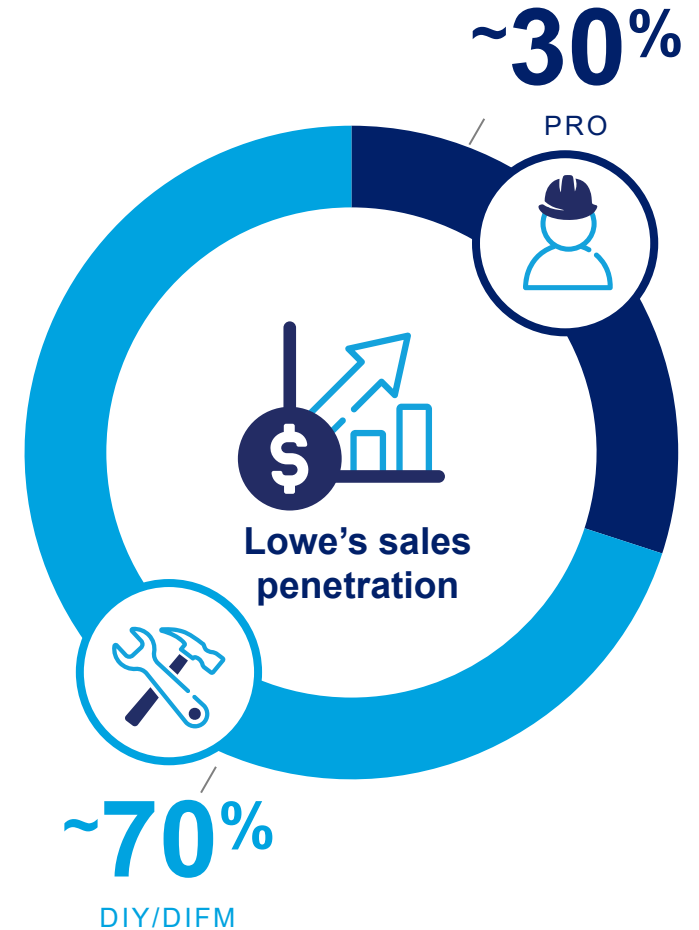 ~30%
PRO
$
Lowe’s sales
penetration
~70%
DIY/DIFM